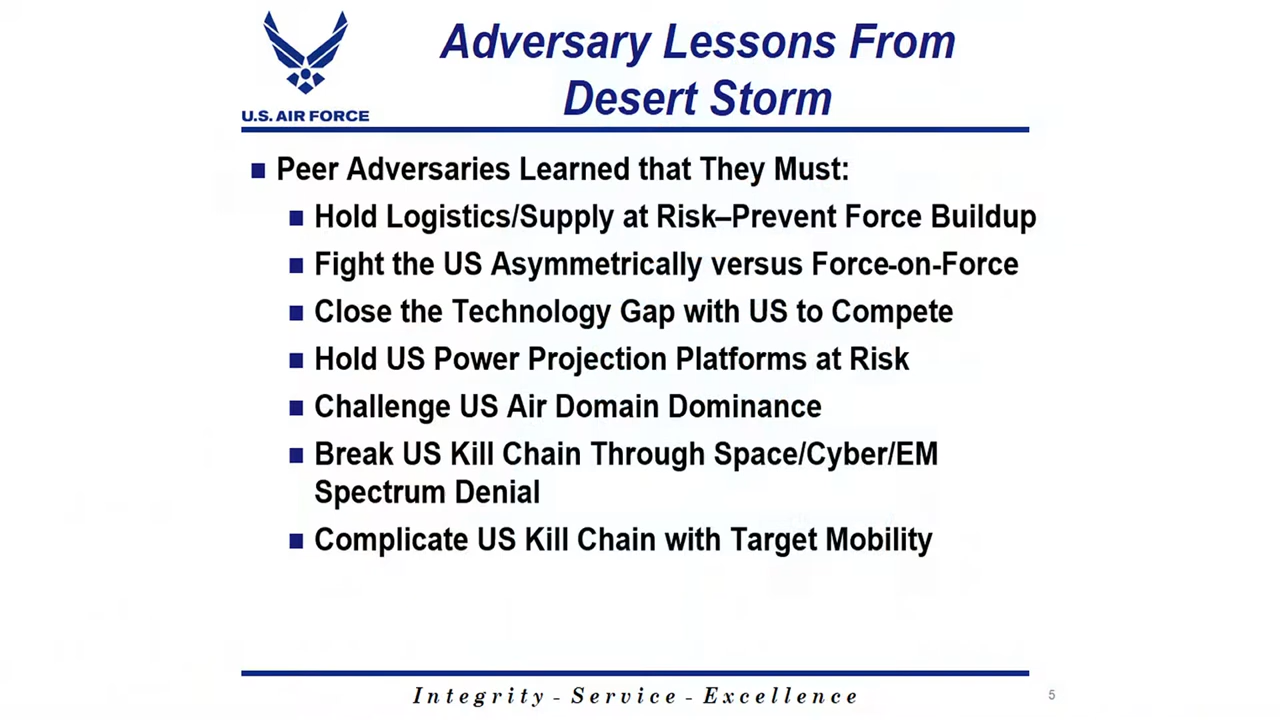 Adversary Lessons From
Desert Storm
U.S. AIR FORCE
Peer Adversaries Learned that They Must:
Hold Logistics/Supply at Risk–Prevent Force Buildup
Fight the US Asymmetrically versus Force-on-Force
Close the Technology Gap with US to Compete
Hold US Power Projection Platforms at Risk
Challenge US Air Domain Dominance
Break US Kill Chain Through Space/Cyber/EM
Spectrum Denial
Complicate US Kill Chain with Target Mobility
Integrity - Service - Excellence
5